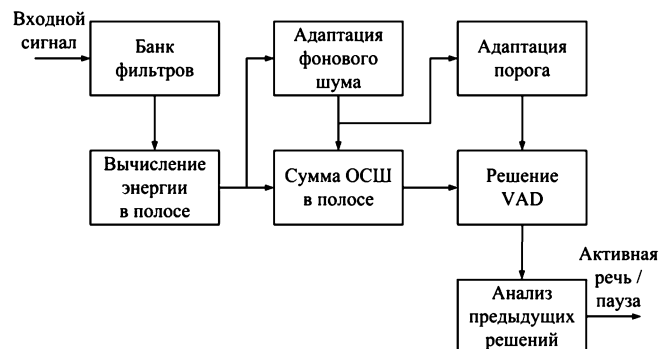 Входной
сигнал
Банк
фильтров
Адаптация
фонового
шума
Адаптация
порога
Вычисление
энергии
в полосе
Сумма ОСШ
в полосе
Решение
VAD
Активная
речь /
пауза
Анализ
предыдущих
решений